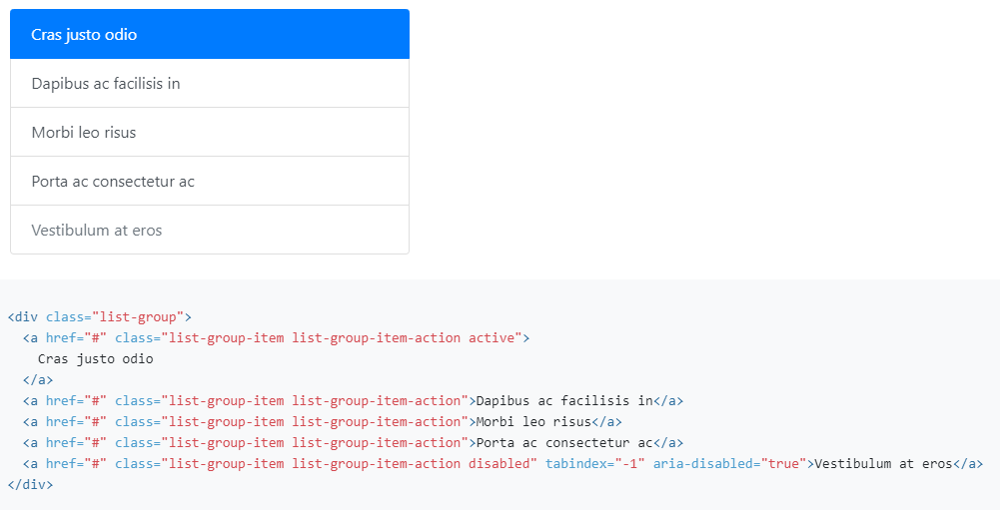 Cras justo odio
Dapibus ac facilisis in
Morbi leo risus
Porta ac consectetur ac
Vestibulum at eros
<div class="list-group">
  <a href="#" class="list-group-item list-group-item-action active">
    Cras justo odio
  </a>
  <a href="#" class="list-group-item list-group-item-action">Dapibus ac facilisis in</a>
  <a href="#" class="list-group-item list-group-item-action">Morbi leo risus</a>
  <a href="#" class="list-group-item list-group-item-action">Porta ac consectetur ac</a>
  <a href="#" class="list-group-item list-group-item-action disabled" tabindex="-1" aria-disabled="true">Vestibulum at eros</a>
</div>